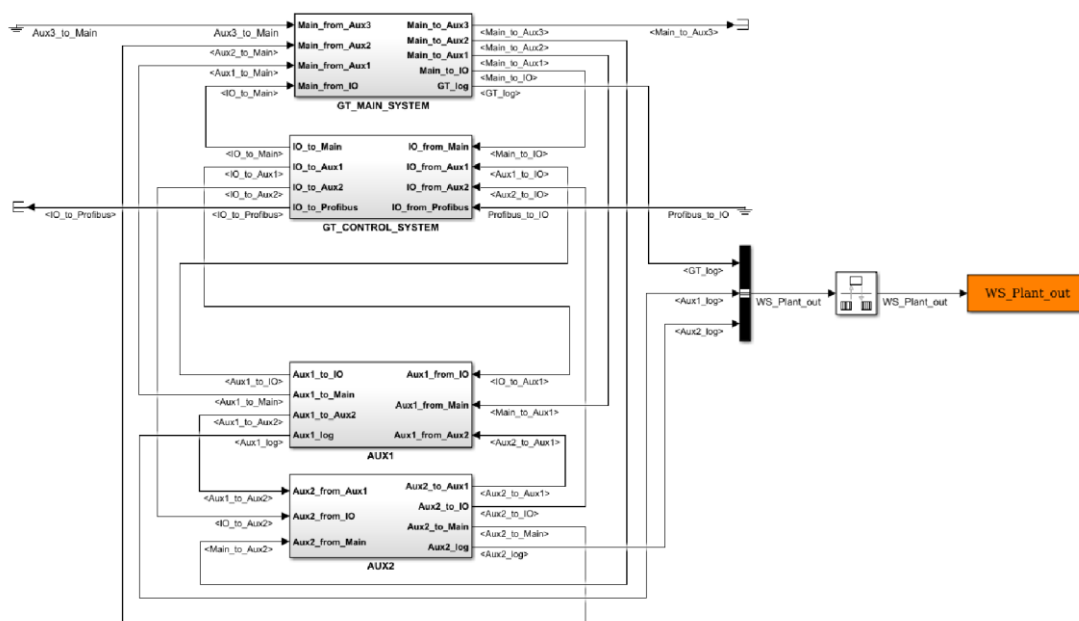 Aux3_to_Main
Aux3_to_Main
<Aux2_to_Main>
<Aux1_to_Main>
<IO_to_Main>
Main_from_Aux3
Main_from_Aux2
Main_from_Aux1
Main_from_IO
Main_to_Aux3
Main_to_Aux2
Main_to_Aux1
Main_to_IO
GT_log
GT_MAIN_SYSTEM
<Main_to_Aux3>
<Main_to_Aux2>
<Main_to_Aux1>
<Main_to_IO>
<GT_log>
<Main_to_Aux3>
<IO_to_Main>
<IO_to_Aux1>
<IO_to_Aux2>
<IO_to_Profibus>
<IO_to_Profibus>
IO_to_Main
IO_to_Aux1
IO_to_Aux2
IO_to_Profibus
IO_from_Main
IO_from_Aux1
IO_from_Aux2
IO_from_Profibus
GT_CONTROL_SYSTEM
<Main_to_IO>
<Aux1_to_IO>
<Aux2_to_IO>
Profibus_to_IO
Profibus_to_IO
<GT_log>
<Aux1_log>
<Aux2_log>
WS_Plant_out
WS_Plant_out
WS_Plant_out
<Aux1_to_IO>
<Aux1_to_Main>
<Aux1_to_Aux2>
<Aux1_log>
Aux1_to_IO
Aux1_to_Main
Aux1_to_Aux2
Aux1_log
Aux1_from_IO
Aux1_from_Main
Aux1_from_Aux2
AUX1
<IO_to_Aux1>
<Main_to_Aux1>
<Aux2_to_Aux1>
<Aux1_to_Aux2>
<IO_to_Aux2>
<Main_to_Aux2>
Aux2_from_Aux1
Aux2_from_IO
Aux2_from_Main
Aux2_to_Aux1
Aux2_to_IO
Aux2_to_Main
Aux2_log
AUX2
<Aux2_to_Aux1>
<Aux2_to_IO>
<Aux2_to_Main>
<Aux2_log>